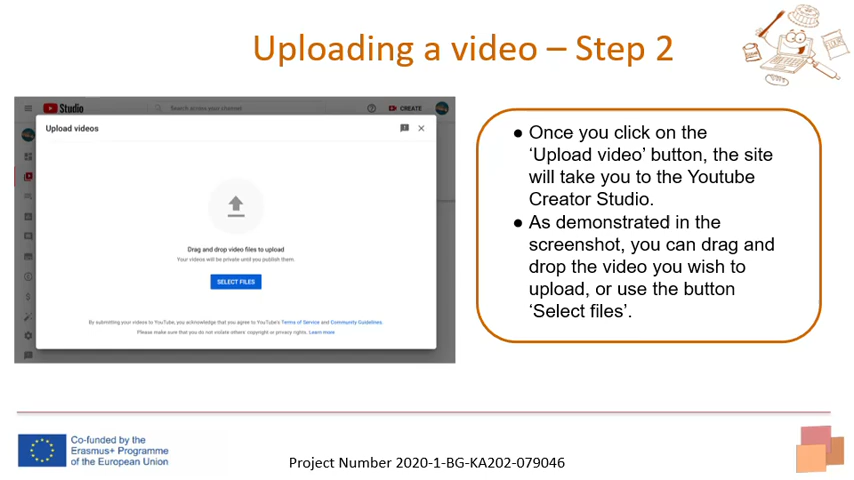 Uploading a video – Step 2
Studio
Search across your channel
CREATE
Upload videos
Drag and drop video files to upload
Your videos will be private until you publish them.
SELECT FILES
By submitting your videos to YouTube, you acknowledge that you agree to YouTube's Terms of Service and Community Guidelines.
Please make sure that you do not violate others' copyright or privacy rights. Learn more
● Once you click on the
‘Upload video’ button, the site
will take you to the Youtube
Creator Studio.
● As demonstrated in the
screenshot, you can drag and
drop the video you wish to
upload, or use the button
‘Select files’.
Co-funded by the
Erasmus+ Programme
of the European Union
Project Number 2020-1-BG-KA202-079046